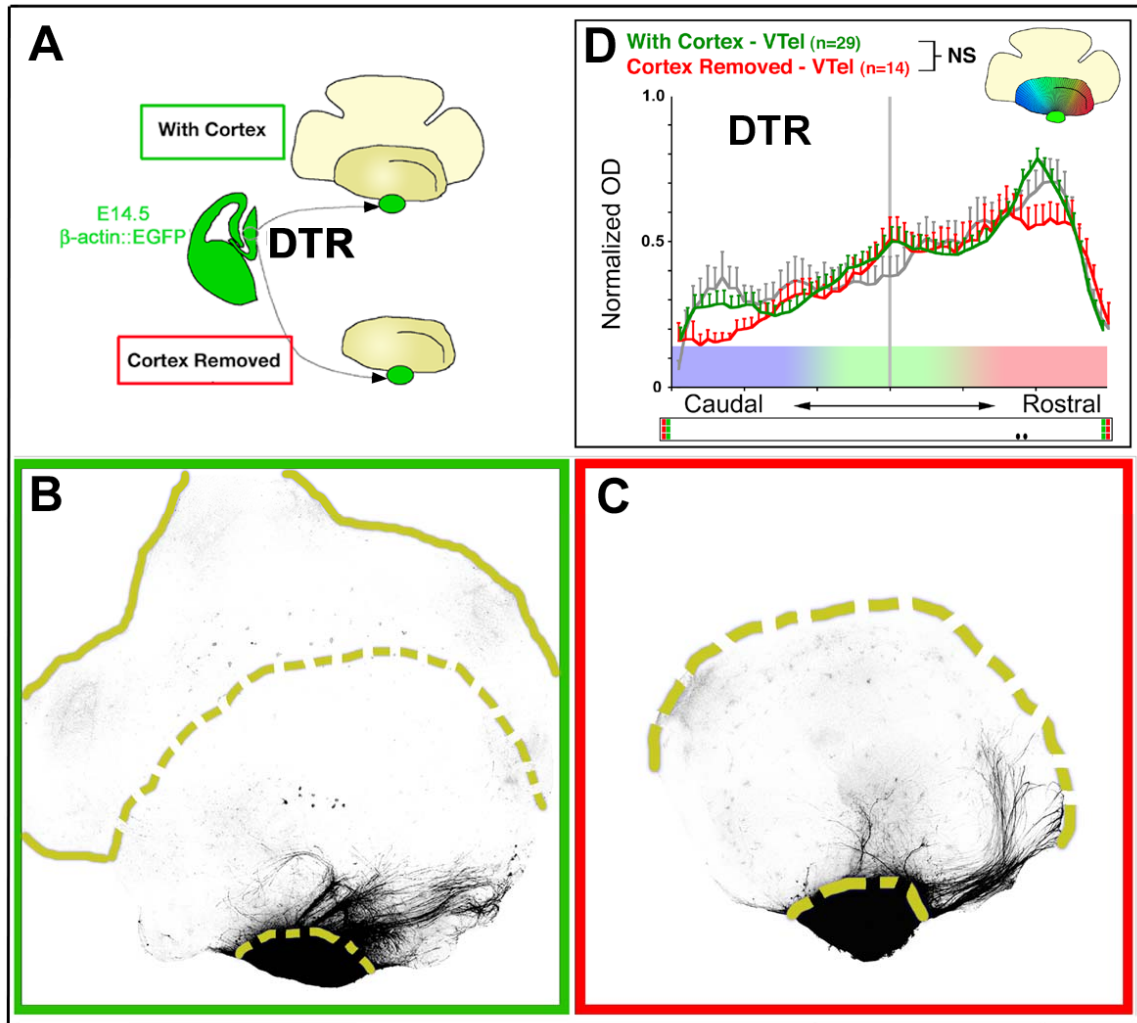 A
With Cortex
E14.5
β-actin::EGFP
DTR
Cortex Removed
D
With Cortex - VTel (n=29)
Cortex Removed - VTel (n=14)
NS
1.0
DTR
Normalized OD
0.5
0
Caudal
Rostral
B
C